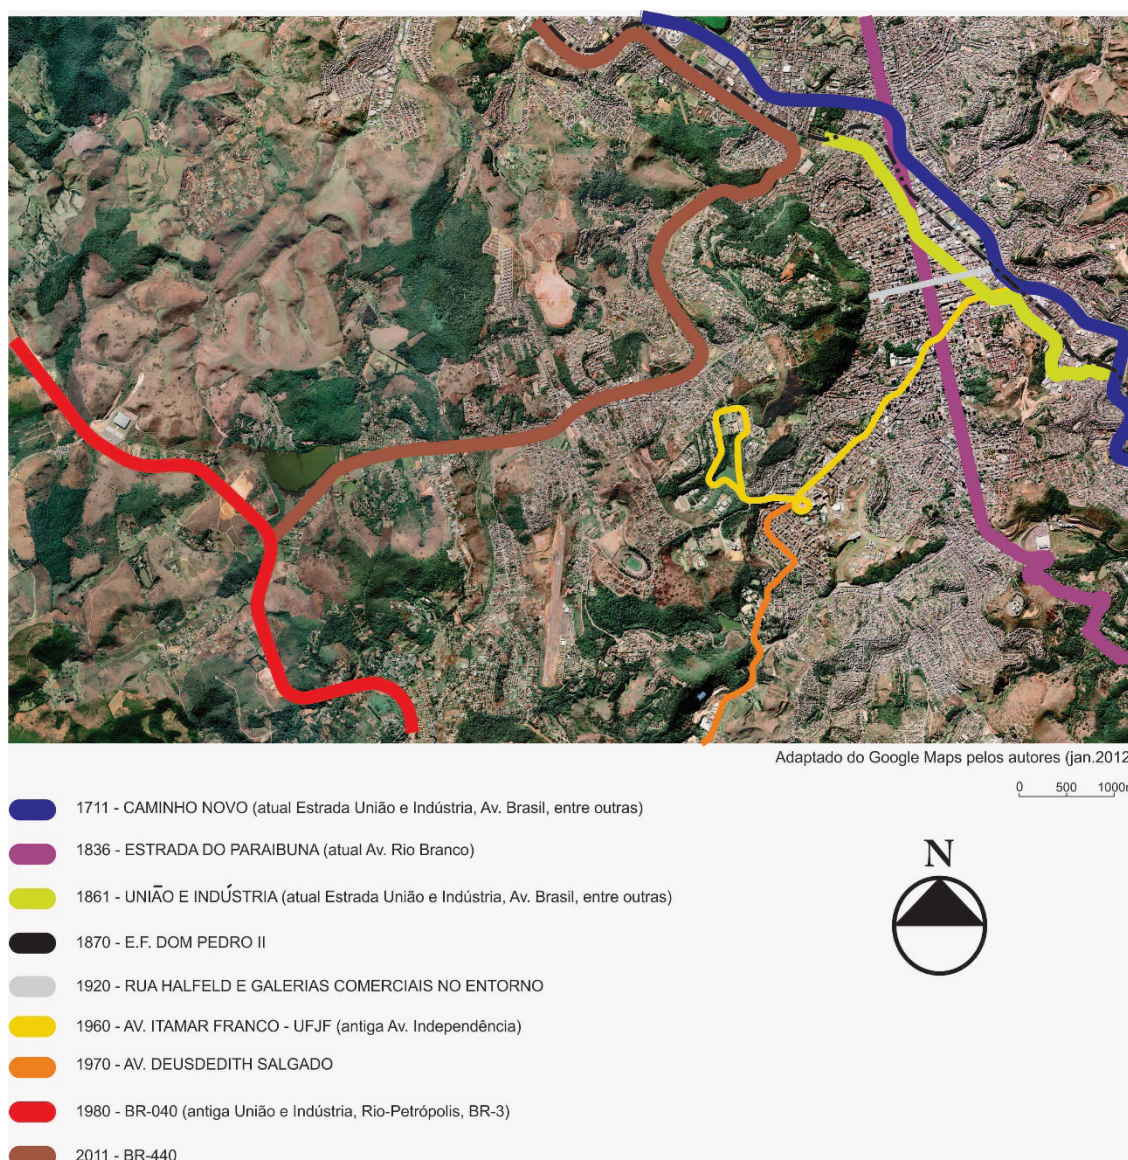 Adaptado do Google Maps pelos autores (jan.2012
0 500 1000m
1711 - CAMINHO NOVO (atual Estrada União e Indústria, Av. Brasil, entre outras)
1836 - ESTRADA DO PARAIBUNA (atual Av. Rio Branco)
1861 - UNIÃO E INDÚSTRIA (atual Estrada União e Indústria, Av. Brasil, entre outras)
N
1870 - E.F. DOM PEDRO II
1920 - RUA HALFELD E GALERIAS COMERCIAIS NO ENTORNO
1960 - AV. ITAMAR FRANCO - UFJF (antiga Av. Independência)
1970 - AV. DEUSDEDITH SALGADO
1980 - BR-040 (antiga União e Indústria, Rio-Petrópolis, BR-3)
2011 - BR-440